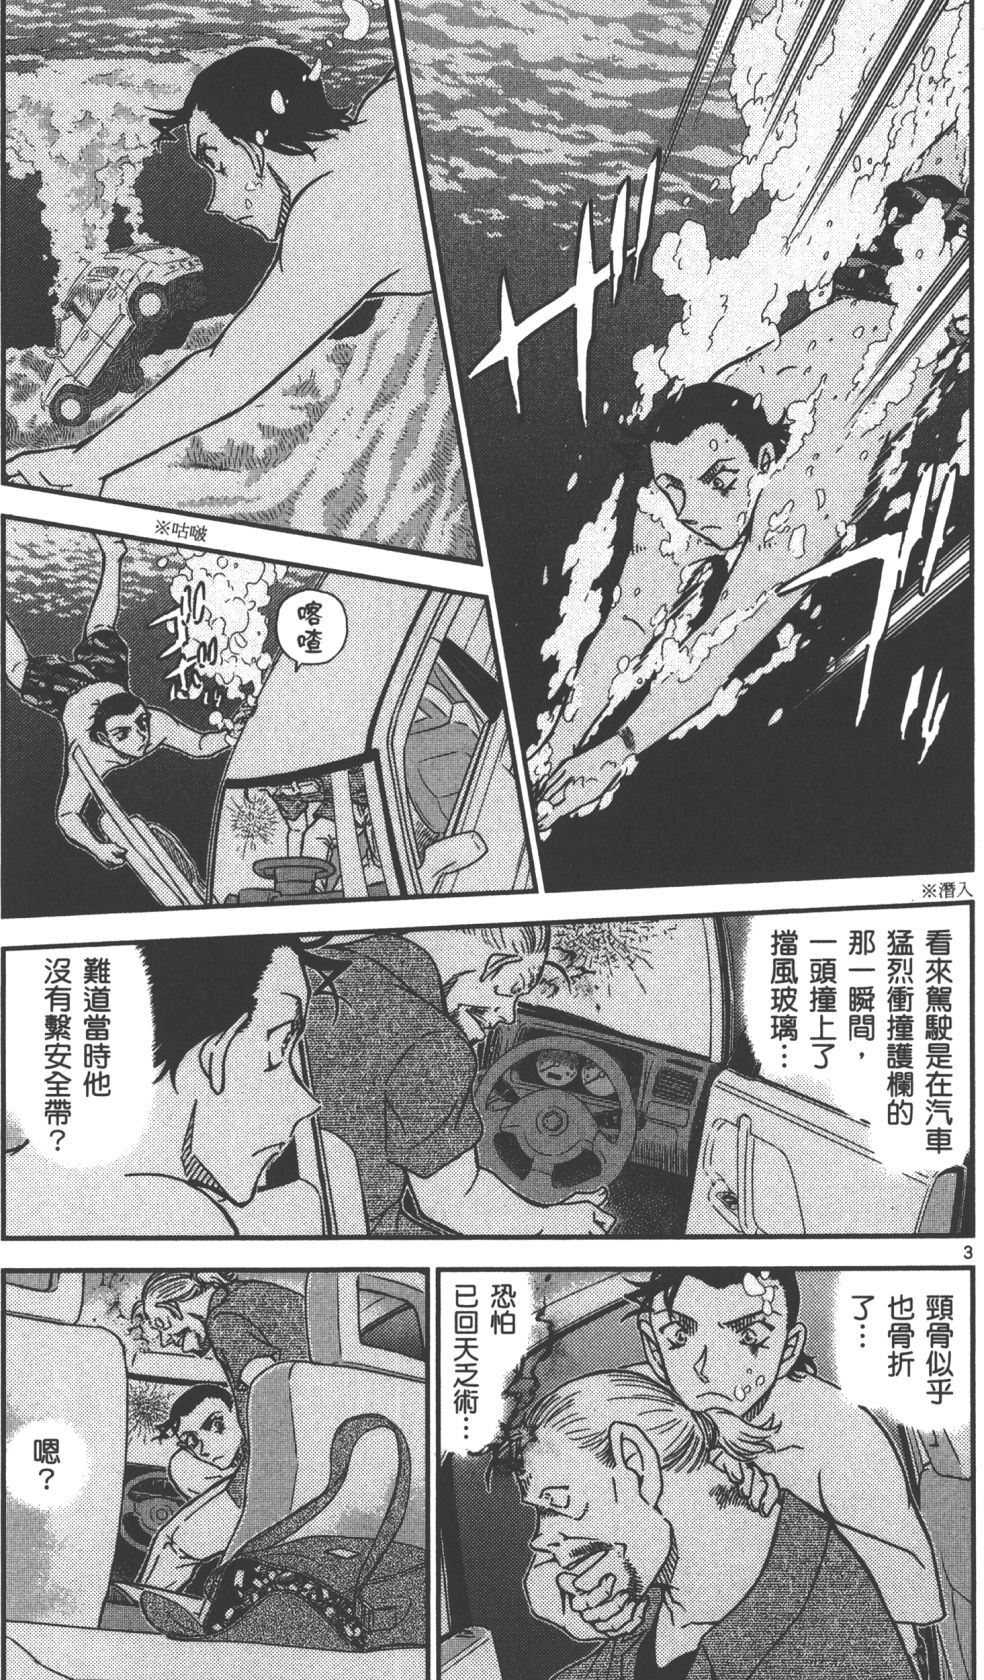 ※潛入
※咕啵
喀
喳
看來駕駛是在汽車
猛烈衝撞護欄的
那一瞬間，
一頭撞上了
擋風玻璃…
難道當時他
沒有繫安全帶？
3
頸骨似乎
也骨折
了…
恐怕
已回天乏術…
嗯？